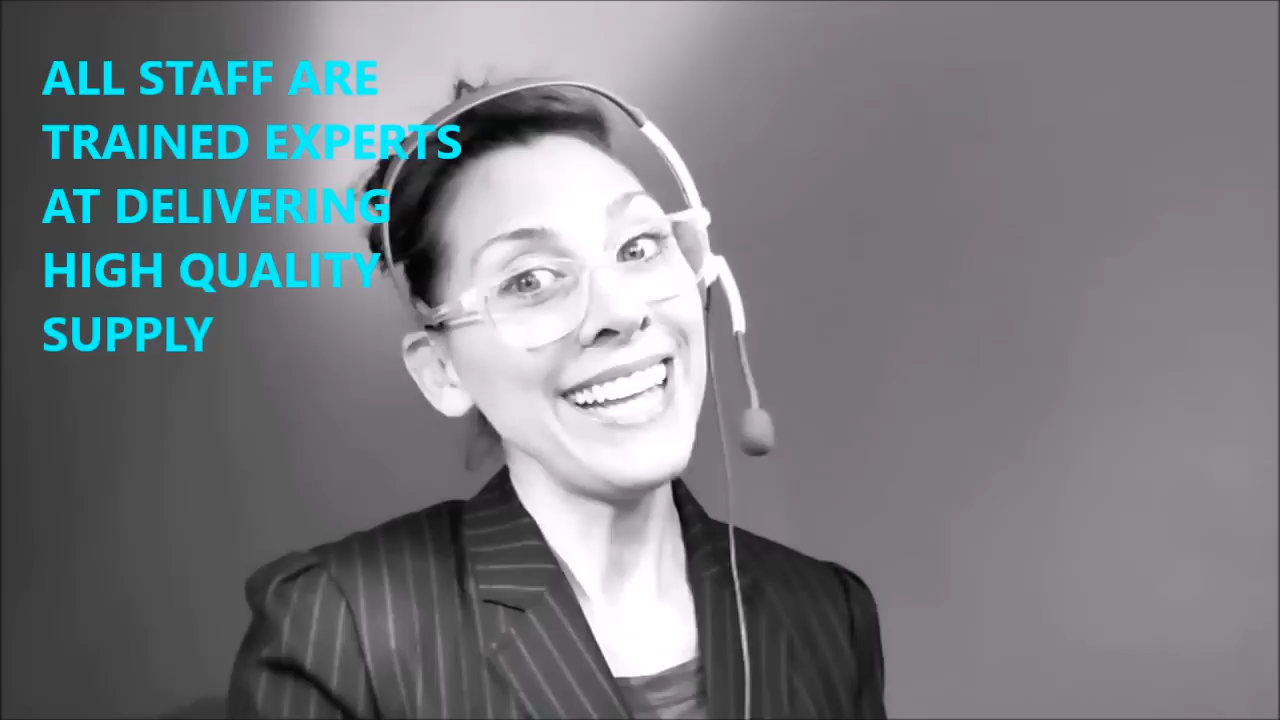 ALL STAFF ARE
TRAINED EXPERTS
AT DELIVERING
HIGH QUALITY
SUPPLY